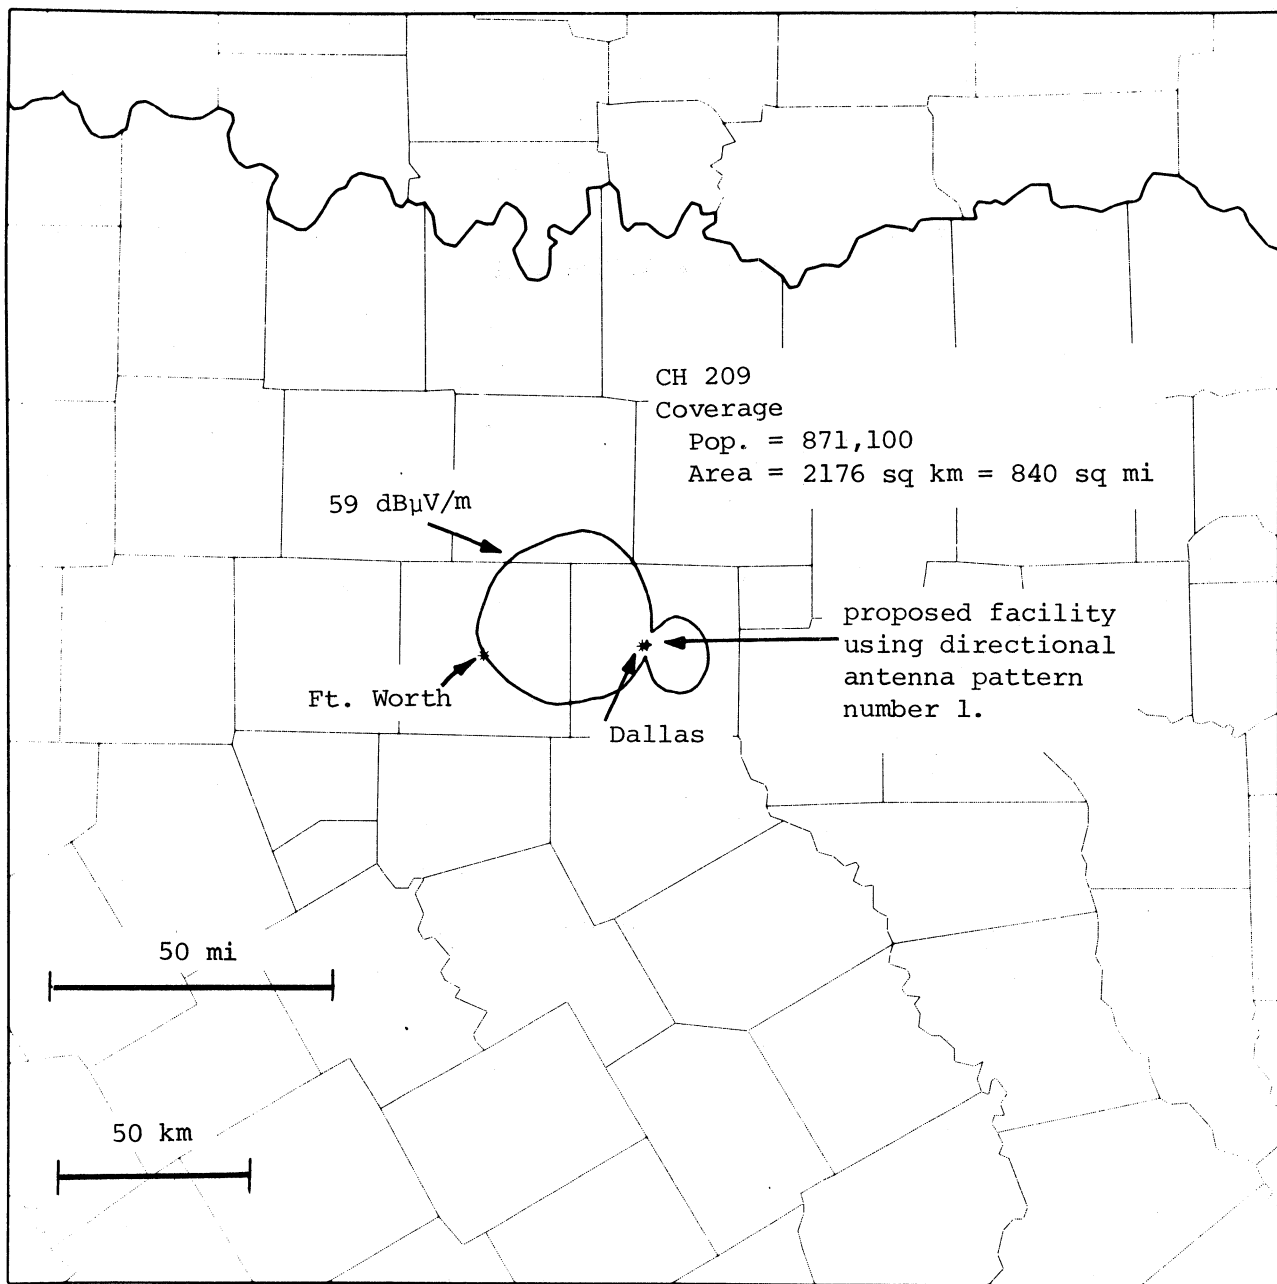 CH 209
Coverage
Pop. = 871,100
Area = 2176 sq km = 840 sq mi
59 dBμV/m
proposed facility
using directional
antenna pattern
number 1.
Ft. Worth
Dallas
50 mi
50 km